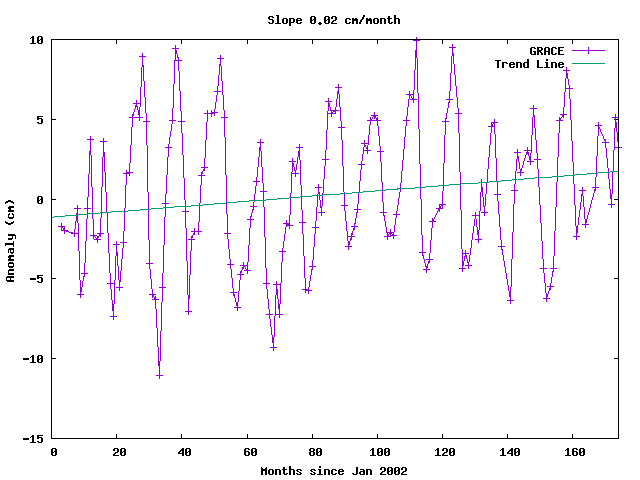 Slope 0.02 cm/month
GRACE
Trend Line
10
5
0
-5
-10
-15
Anomaly (cm)
0 20 40 60 80 100 120 140 160
Months since Jan 2002